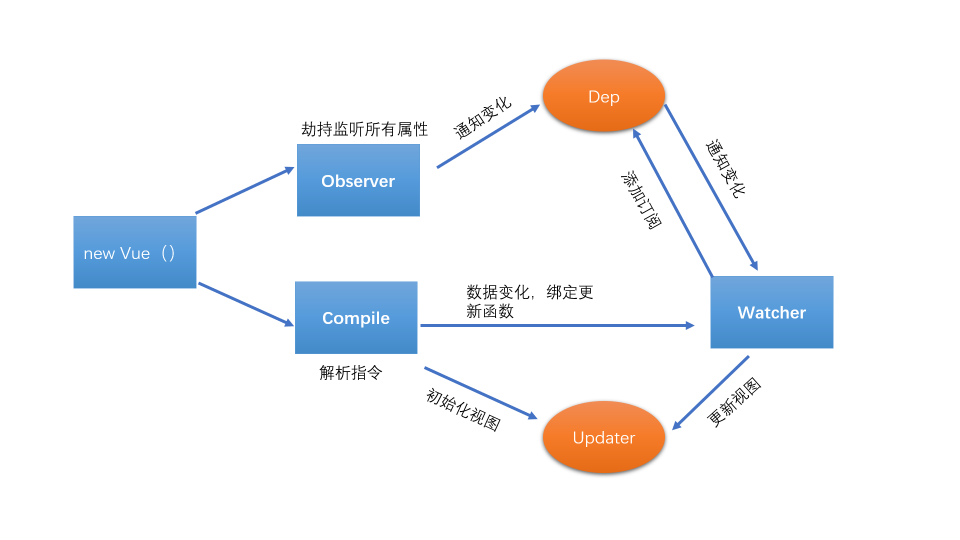 Dep
通知变化
劫持监听所有属性
Observer
通知变化
添加订阅
new Vue（）
数据变化，绑定更
新函数
Compile
Watcher
解析指令
初始化视图
更新视图
Updater